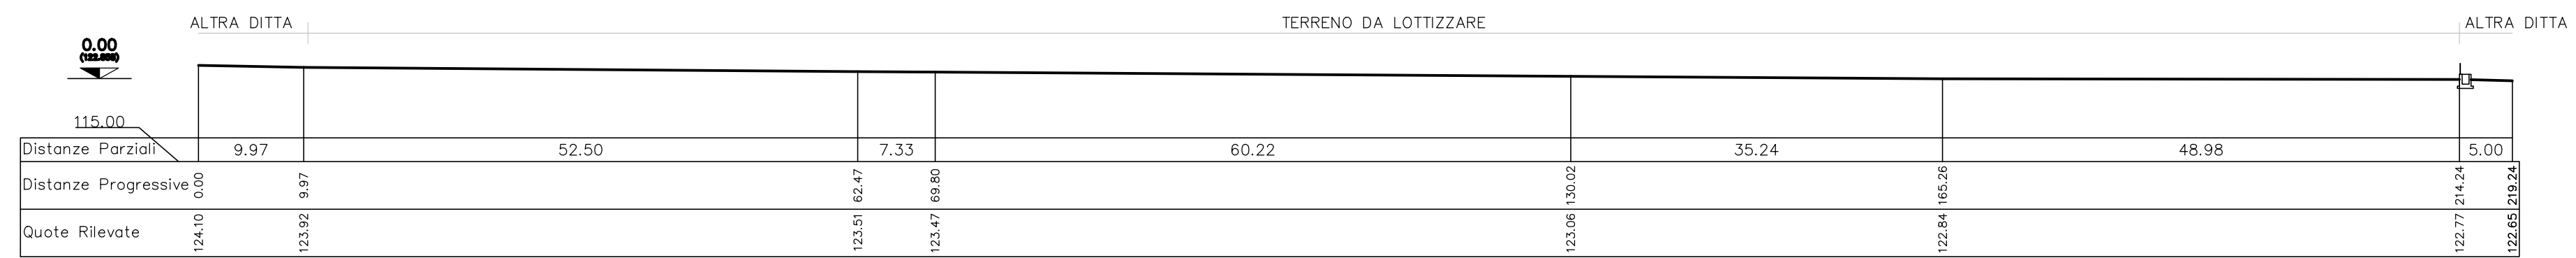 ALTRA DITTA TERRENO DA LOTTIZZARE ALTRA DITTA
0.00
115.00
Distanze Parziali 9.97 52.50 7.33 60.22 35.24 48.98 5.00
Distanze Progressive 0.00 9.97 62.47 69.80 130.02 165.26 214.24 219.24
Quote Rilevate 124.10 123.92 123.51 123.47 123.06 122.84 122.77 122.65